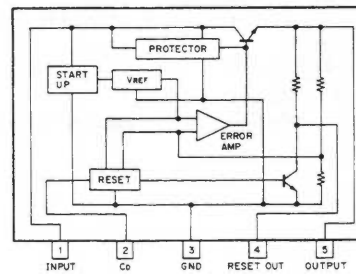 PROTECTOR
START UP
VREF
ERROR AMP
RESET
1 2 3 4 5
INPUT CD GND RESET OUT OUTPUT